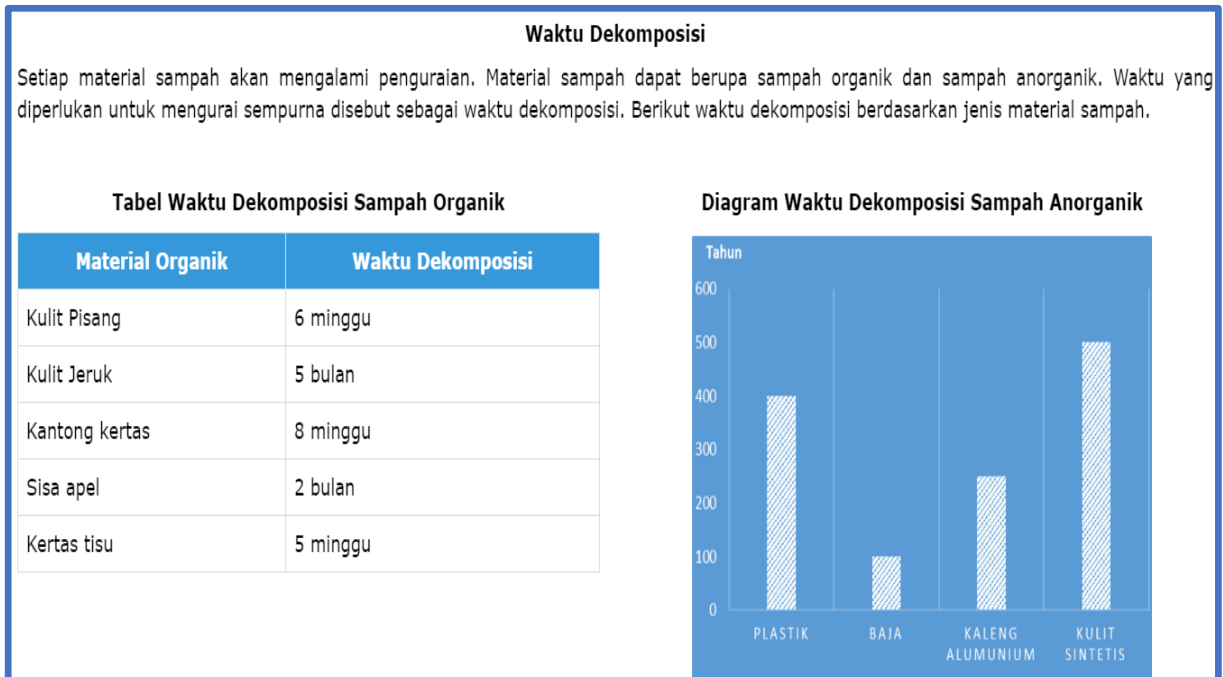 Waktu Dekomposisi
Setiap material sampah akan mengalami penguraian. Material sampah dapat berupa sampah organik dan sampah anorganik. Waktu yang
diperlukan untuk mengurai sempurna disebut sebagai waktu dekomposisi. Berikut waktu dekomposisi berdasarkan jenis material sampah.
Tabel Waktu Dekomposisi Sampah Organik
Material Organik Waktu Dekomposisi
Kulit Pisang 6 minggu
Kulit Jeruk 5 bulan
Kantong kertas 8 minggu
Sisa apel 2 bulan
Kertas tisu 5 minggu
Diagram Waktu Dekomposisi Sampah Anorganik
Tahun
600
500
400
300
200
100
0
PLASTIK BAJA KALENG KULIT
ALUMUNIUM SINTETIS